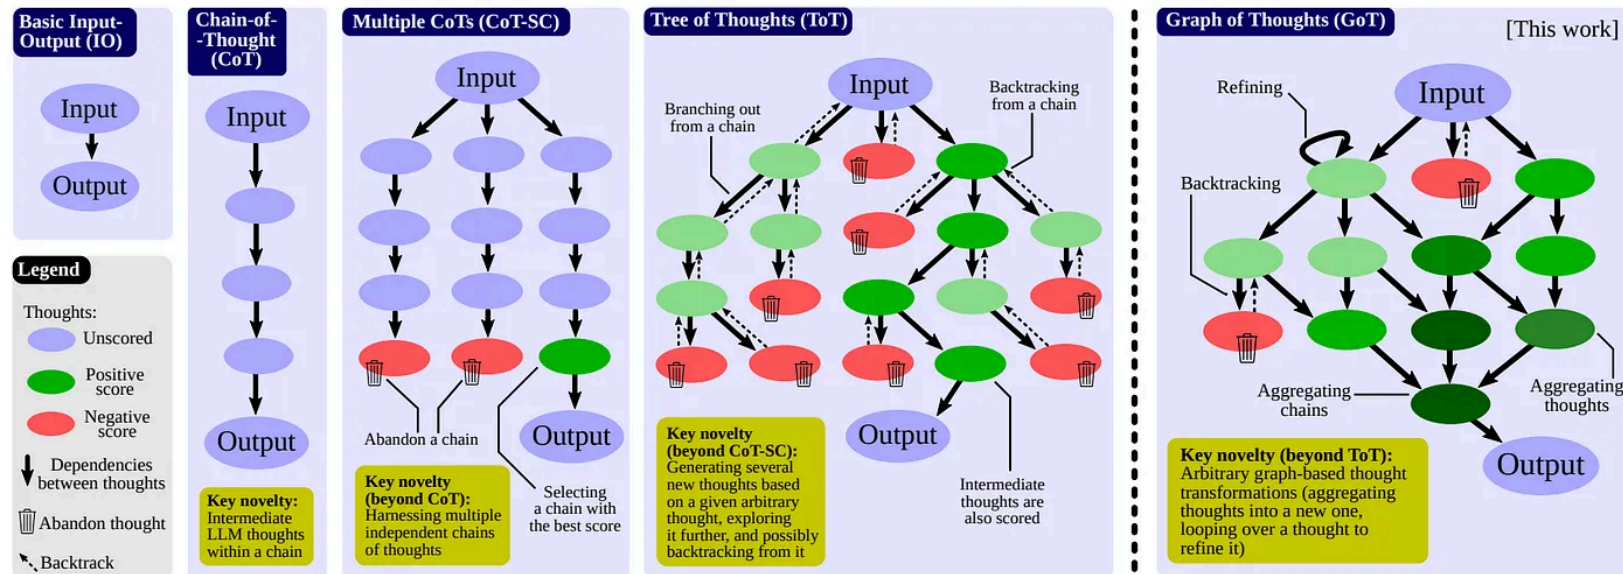 Basic Input-
Output (IO)
Input
Output
Legend
Thoughts:
Unscored
Positive
score
Negative
score
Dependencies
between thoughts
Abandon thought
Backtrack
Chain-of-
-Thought
(CoT)
Input
Output
Key novelty:
Intermediate
LLM thoughts
within a chain
Multiple CoTs (CoT-SC)
Input
Abandon a chain
Output
Key novelty
(beyond CoT):
Harnessing multiple
independent chains
of thoughts
Selecting
a chain with
the best score
Tree of Thoughts (ToT)
Input
Branching out
from a chain
Backtracking
from a chain
Output
Key novelty
(beyond CoT-SC):
Generating several
new thoughts based
on a given arbitrary
thought, exploring
it further, and possibly
backtracking from it
Intermediate
thoughts are
also scored
Graph of Thoughts (GoT)
[This work]
Refining
Input
Backtracking
Aggregating
chains
Aggregating
thoughts
Output
Key novelty (beyond ToT):
Arbitrary graph-based thought
transformations (aggregating
thoughts into a new one,
looping over a thought to
refine it)